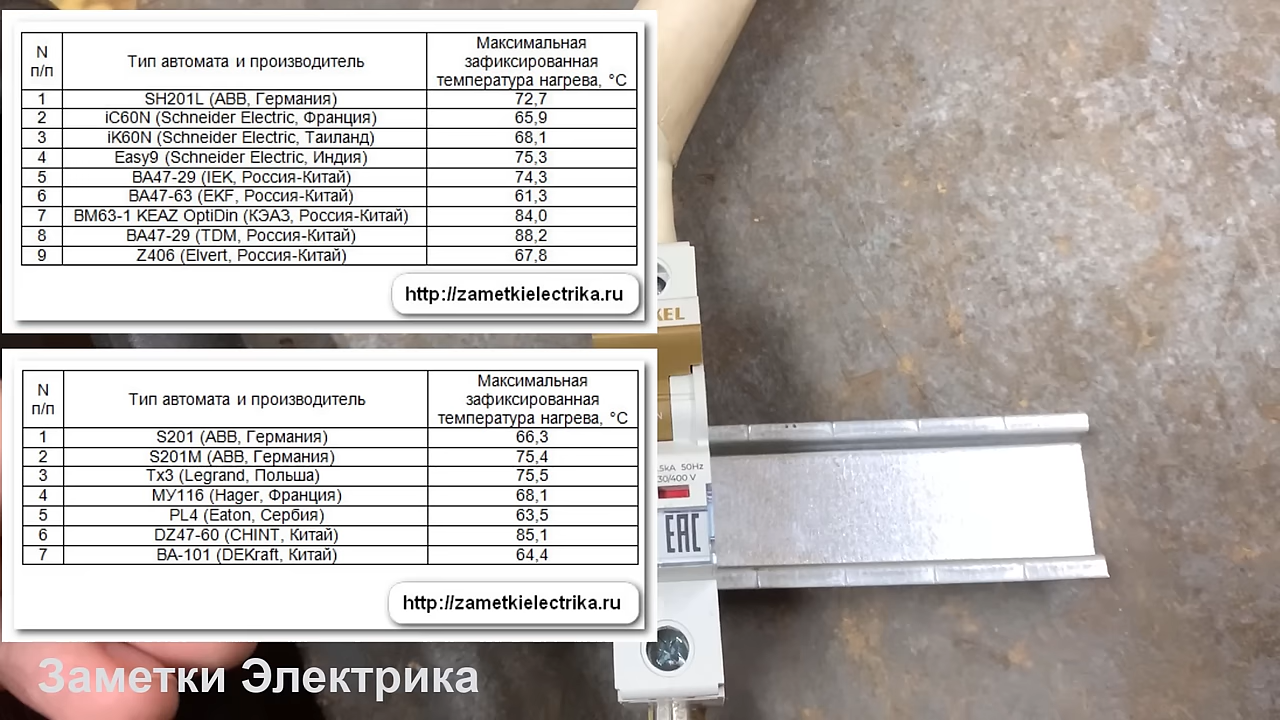 N
п/п
Тип автомата и производитель
Максимальная
зафиксированная
температура нагрева, °С
1 SH201L (ABB, Германия) 72,7
2 iC60N (Schneider Electric, Франция) 65,9
3 iK60N (Schneider Electric, Таиланд) 68,1
4 Easy9 (Schneider Electric, Индия) 75,3
5 ВА47-29 (IEK, Россия-Китай) 74,3
6 ВА47-63 (EKF, Россия-Китай) 61,3
7 ВМ63-1 KEAZ OptiDin (КЭАЗ, Россия-Китай) 84,0
8 ВА47-29 (TDM, Россия-Китай) 88,2
9 Z406 (Elvert, Россия-Китай) 67,8
http://zametkielectrika.ru
N
п/п
Тип автомата и производитель
Максимальная
зафиксированная
температура нагрева, °С
1 S201 (ABB, Германия) 66,3
2 S201M (ABB, Германия) 75,4
3 Tx3 (Legrand, Польша) 75,5
4 МУ116 (Hager, Франция) 68,1
5 PL4 (Eaton, Сербия) 63,5
6 DZ47-60 (CHINT, Китай) 85,1
7 ВА-101 (DEKraft, Китай) 64,4
http://zametkielectrika.ru
KEL
N
.5kA 50Hz
30/400 V
EAC
Заметки Электрика